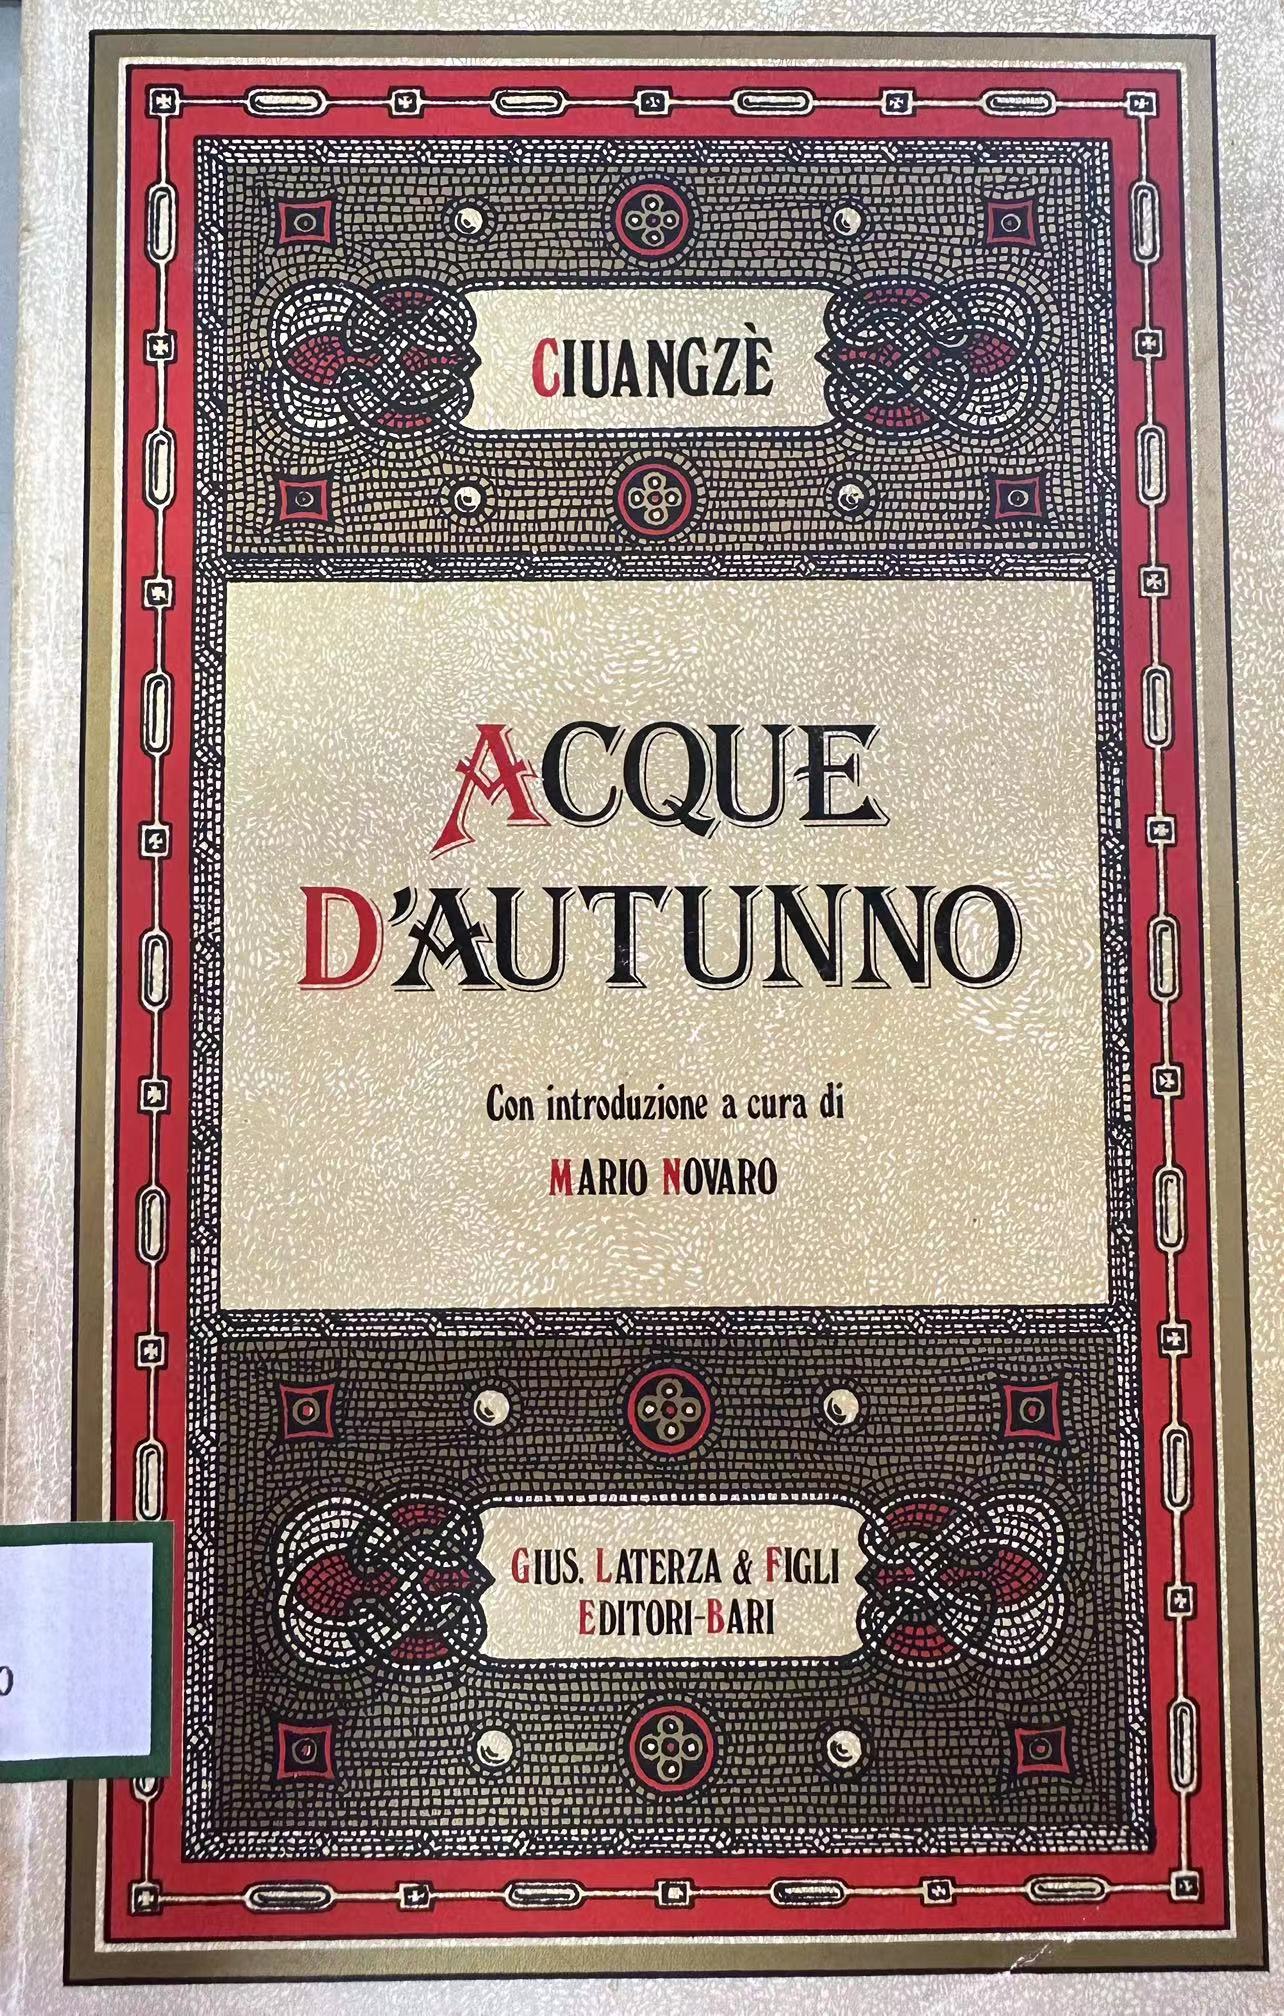 CIUANGZÈ
ACQUE
D'AUTUNNO
Con introduzione a cura di
MARIO NOVARO
GIUS. LATERZA & FIGLI
EDITORI-BARI